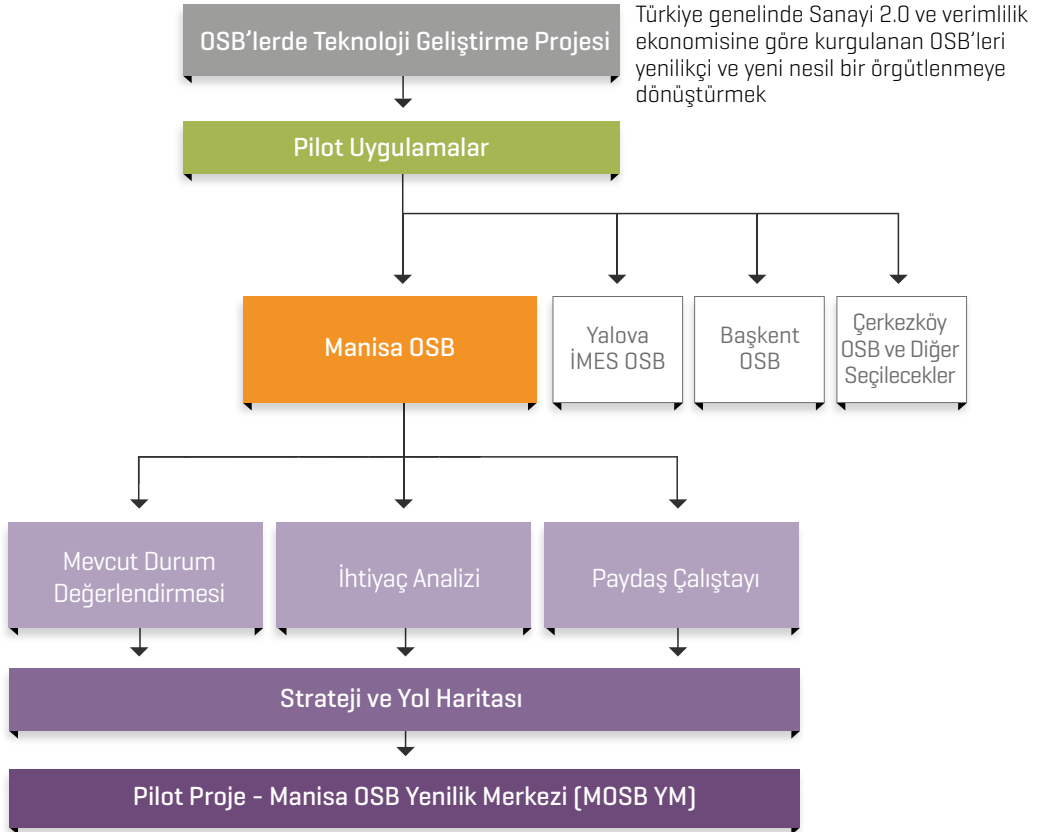 OSB'lerde Teknoloji Geliştirme Projesi
Türkiye genelinde Sanayi 2.0 ve verimlilik
ekonomisine göre kurgulanan OSB'leri
yenilikçi ve yeni nesil bir örgütlenmeye
dönüştürmek
Pilot Uygulamalar
Manisa OSB
Yalova
İMES OSB
Başkent
OSB
Çerkezköy
OSB ve Diğer
Seçilecekler
Mevcut Durum
Değerlendirmesi
İhtiyaç Analizi
Paydaş Çalıştayı
Strateji ve Yol Haritası
Pilot Proje - Manisa OSB Yenilik Merkezi (MOSB YM)